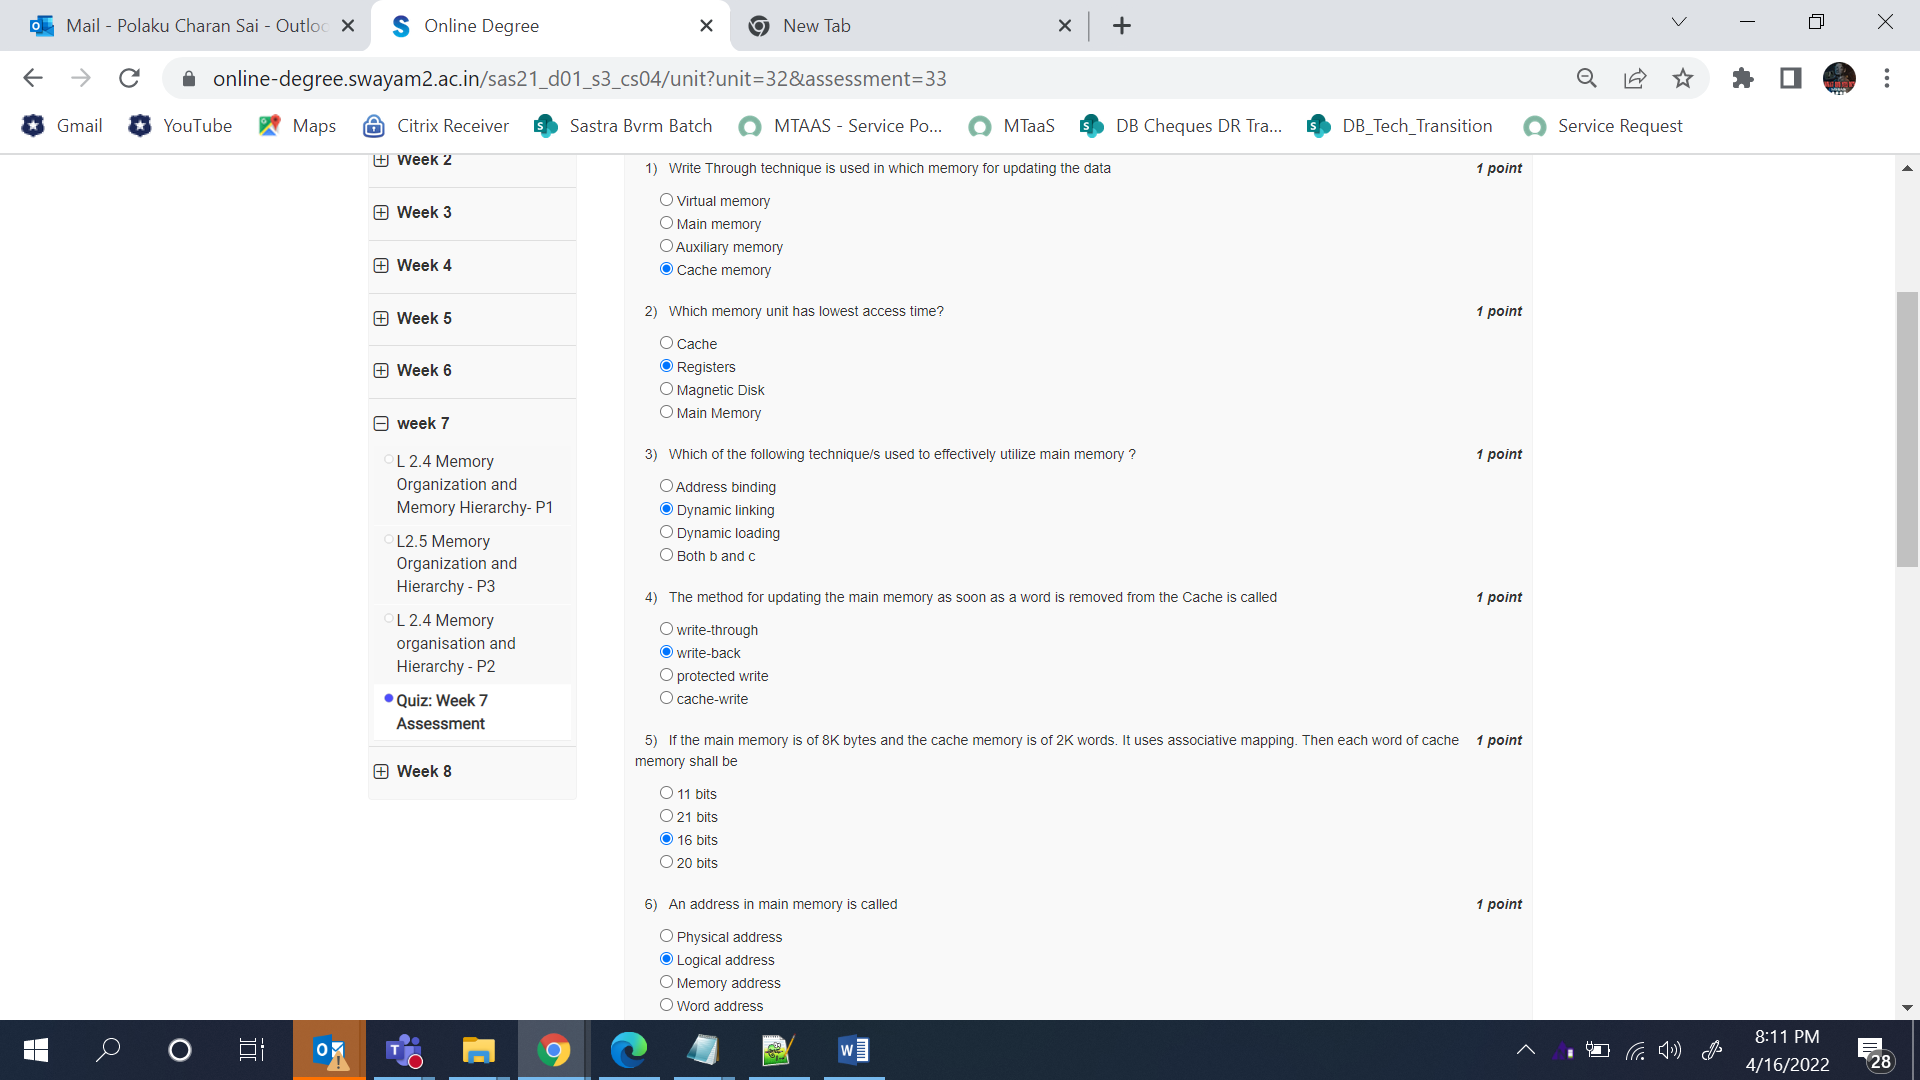 Mail - Polaku Charan Sai - Outloo
Online Degree
New Tab
online-degree.swayam2.ac.in/sas21_d01_s3_cs04/unit?unit=32&assessment=33
Gmail
YouTube
Maps
Citrix Receiver
Sastra Bvrm Batch
MTAAS - Service Po...
MTaaS
DB Cheques DR Tra...
DB_Tech_Transition
Service Request
Week 2
Week 3
Week 4
Week 5
Week 6
week 7
L 2.4 Memory
Organization and
Memory Hierarchy- P1
L2.5 Memory
Organization and
Hierarchy - P3
L 2.4 Memory
organisation and
Hierarchy - P2
Quiz: Week 7
Assessment
Week 8
1) Write Through technique is used in which memory for updating the data 1 point
Virtual memory
Main memory
Auxiliary memory
Cache memory
2) Which memory unit has lowest access time? 1 point
Cache
Registers
Magnetic Disk
Main Memory
3) Which of the following technique/s used to effectively utilize main memory ? 1 point
Address binding
Dynamic linking
Dynamic loading
Both b and c
4) The method for updating the main memory as soon as a word is removed from the Cache is called 1 point
write-through
write-back
protected write
cache-write
5) If the main memory is of 8K bytes and the cache memory is of 2K words. It uses associative mapping. Then each word of cache 1 point
memory shall be
11 bits
21 bits
16 bits
20 bits
6) An address in main memory is called 1 point
Physical address
Logical address
Memory address
Word address
8:11 PM
4/16/2022
28